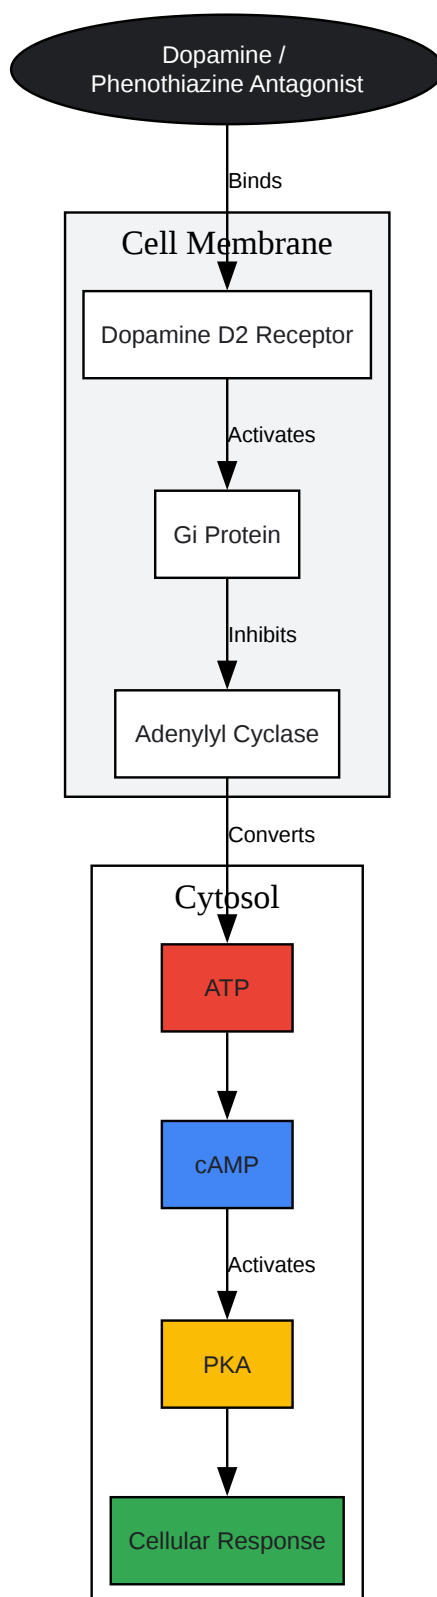 Dopamine /
Phenothiazine Antagonist
Binds
Cell Membrane
Dopamine D2 Receptor
Activates
Gi Protein
Inhibits
Adenylyl Cyclase
Converts
Cytosol
ATP
cAMP
Activates
PKA
Cellular Response